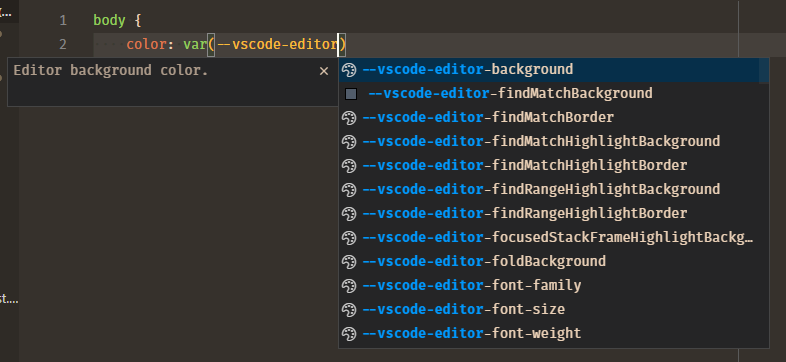 g...
1 body {
2 color: var(--vscode-editor)
Editor background color. ×
--vscode-editor-background
--vscode-editor-findMatchBackground
--vscode-editor-findMatchBorder
--vscode-editor-findMatchHighlightBackground
--vscode-editor-findMatchHighlightBorder
--vscode-editor-findRangeHighlightBackground
--vscode-editor-findRangeHighlightBorder
--vscode-editor-focusedStackFrameHighlightBackg…
--vscode-editor-foldBackground
--vscode-editor-font-family
st....
--vscode-editor-font-size
--vscode-editor-font-weight